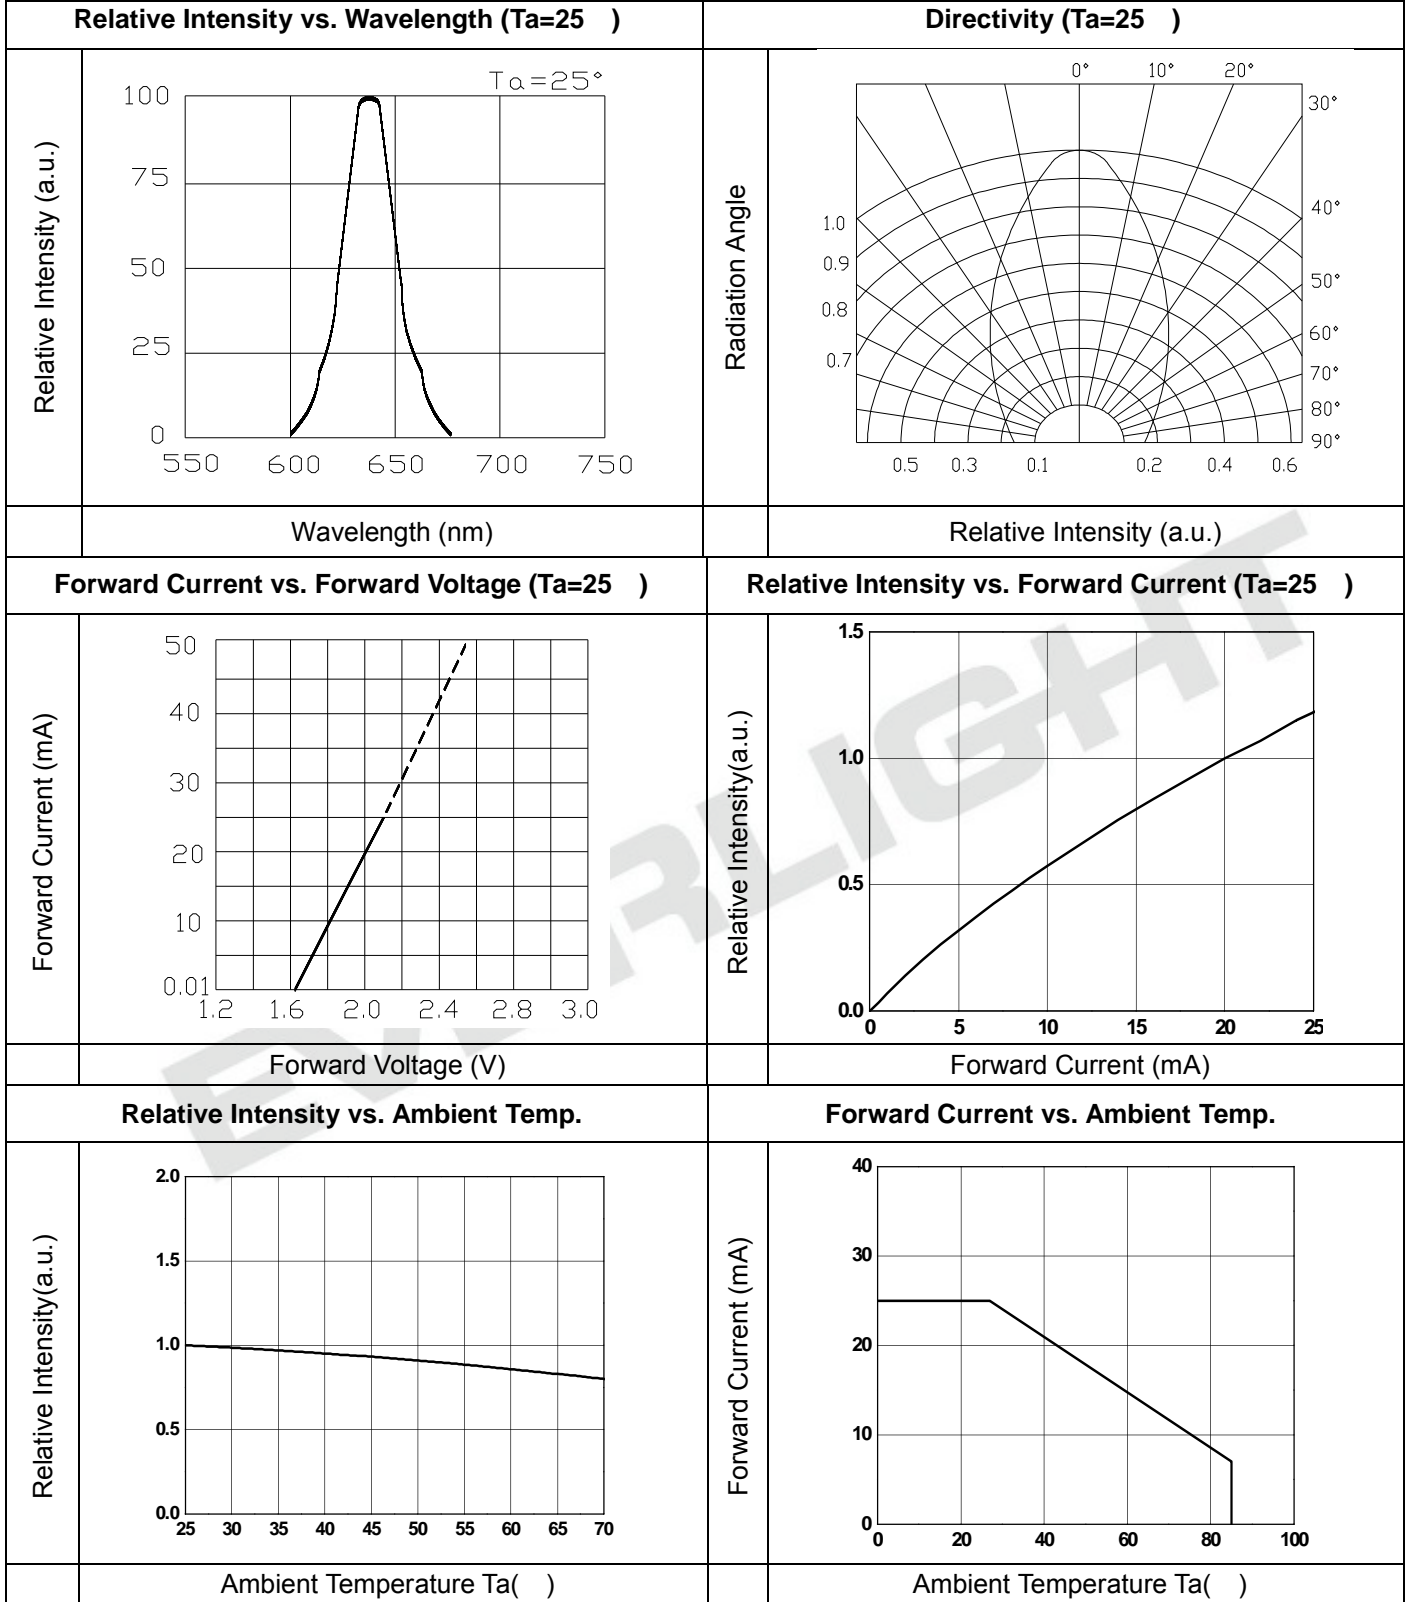 Relative Intensity vs. Wavelength (Ta=25 )
Directivity (Ta=25 )
Relative Intensity (a.u.)
Ta=25°
100
75
50
25
0
550 600 650 700 750
Wavelength (nm)
Radiation Angle
0° 10° 20°
30°
40°
50°
60°
70°
80°
90°
1.0
0.9
0.8
0.7
0.5 0.3 0.1 0.2 0.4 0.6
Relative Intensity (a.u.)
Forward Current vs. Forward Voltage (Ta=25 )
Relative Intensity vs. Forward Current (Ta=25 )
Forward Current (mA)
50
40
30
20
10
0.01
1.2 1.6 2.0 2.4 2.8 3.0
Forward Voltage (V)
Relative Intensity(a.u.)
1.5
1.0
0.5
0.0
0 5 10 15 20 25
Forward Current (mA)
Relative Intensity vs. Ambient Temp.
Forward Current vs. Ambient Temp.
Relative Intensity(a.u.)
2.0
1.5
1.0
0.5
0.0
25 30 35 40 45 50 55 60 65 70
Ambient Temperature Ta( )
Forward Current (mA)
40
30
20
10
0
0 20 40 60 80 100
Ambient Temperature Ta( )
EVERLIGHT